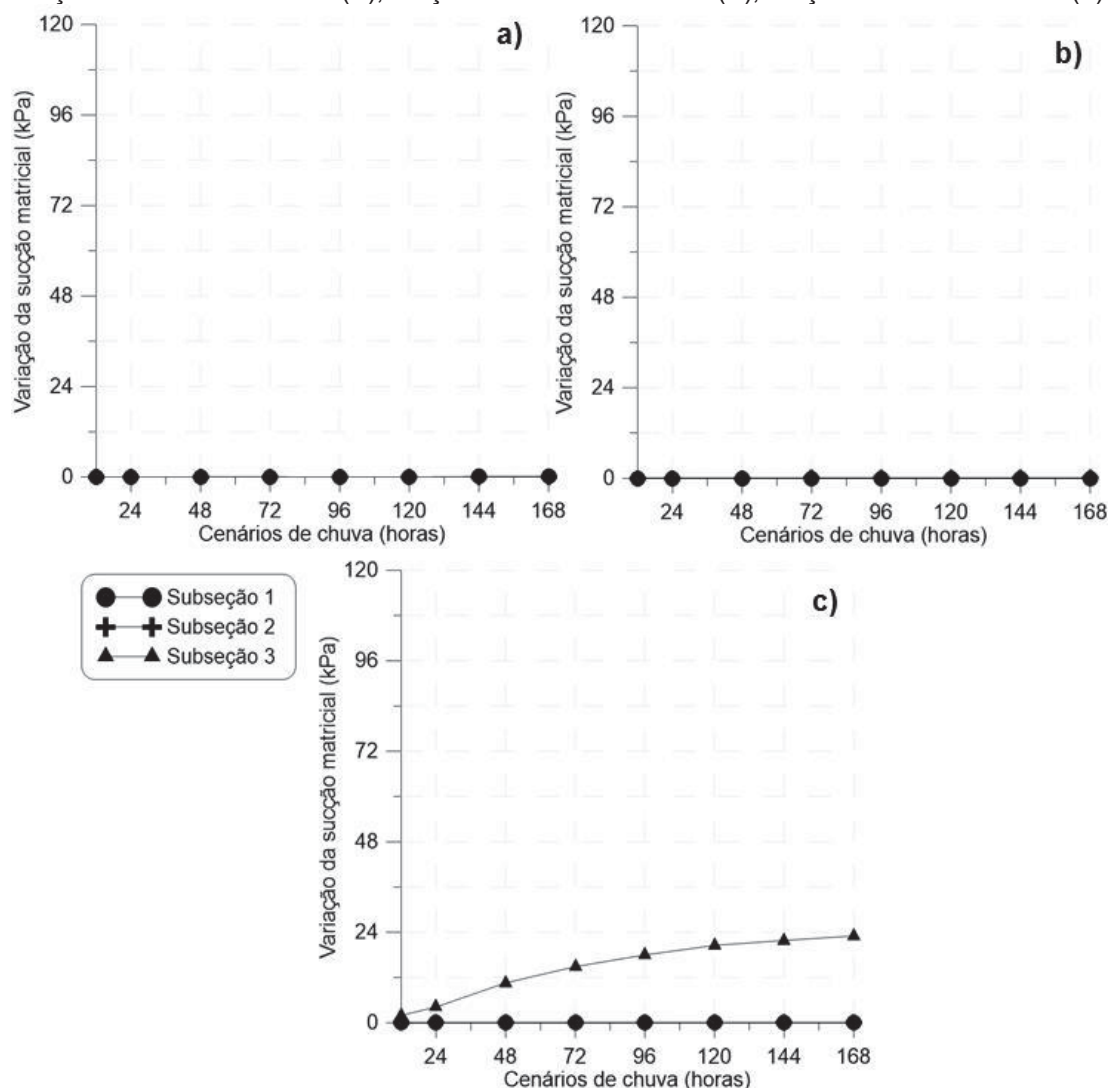 120
96
72
48
24
0
Variação da sucção matricial (kPa)
a)
24 48 72 96 120 144 168
Cenários de chuva (horas)
120
96
72
48
24
0
Variação da sucção matricial (kPa)
b)
24 48 72 96 120 144 168
Cenários de chuva (horas)
Subseção 1
Subseção 2
Subseção 3
120
96
72
48
24
0
Variação da sucção matricial (kPa)
c)
24 48 72 96 120 144 168
Cenários de chuva (horas)